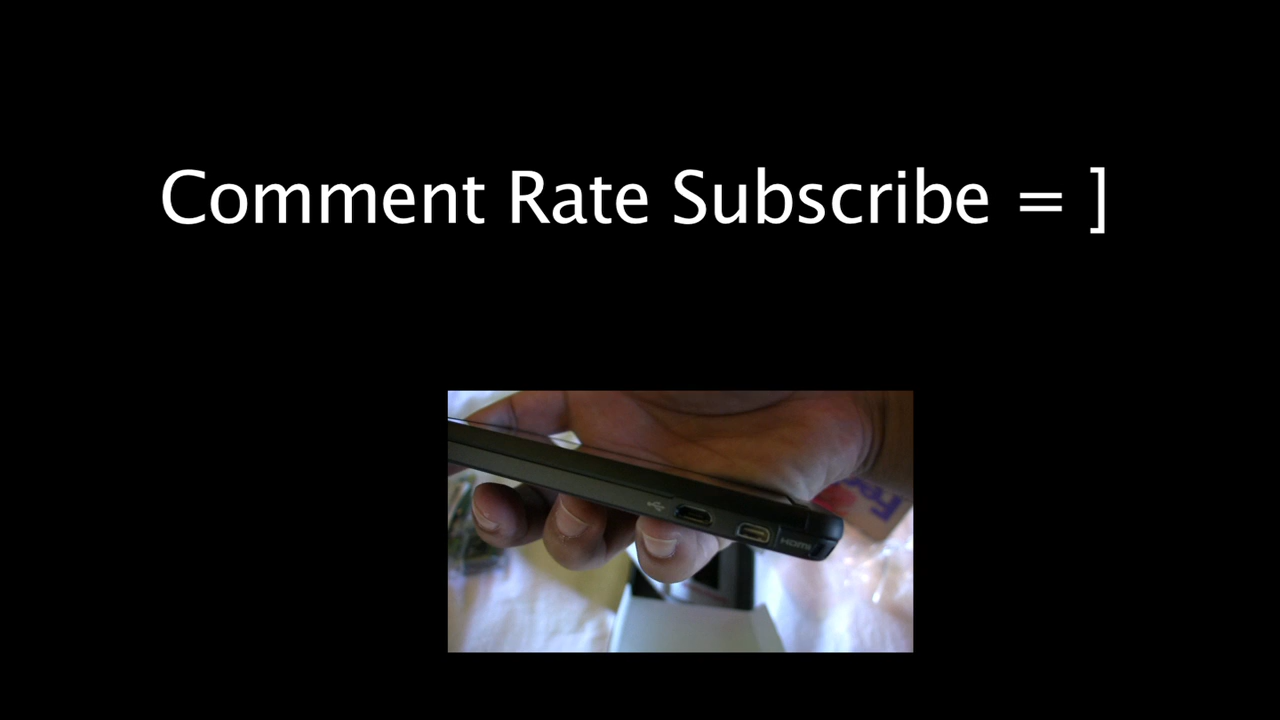 Comment Rate Subscribe = ]
HDMI